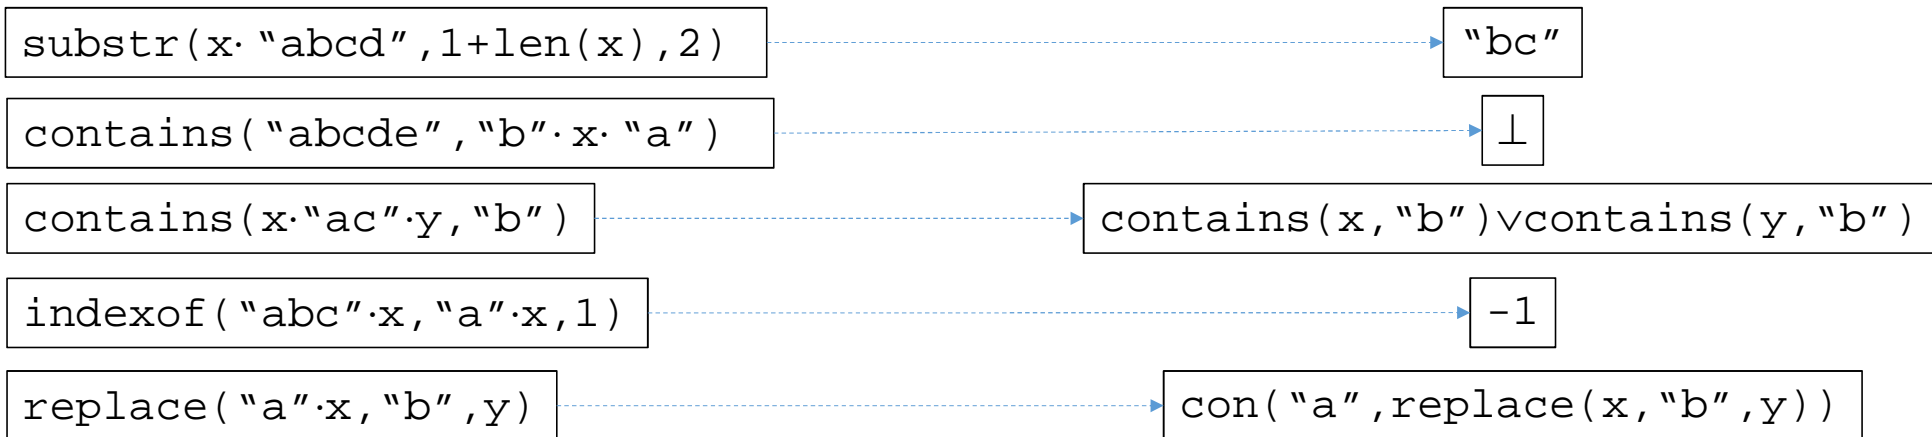 substr(x·“abcd”,1+len(x),2) “bc”
contains(“abcde”,“b”·x·“a”) ⊥
contains(x·“ac”·y,“b”) contains(x,“b”)∨contains(y,“b”)
indexof(“abc”·x,“a”·x,1) -1
replace(“a”·x,“b”,y) con(“a”,replace(x,“b”,y))